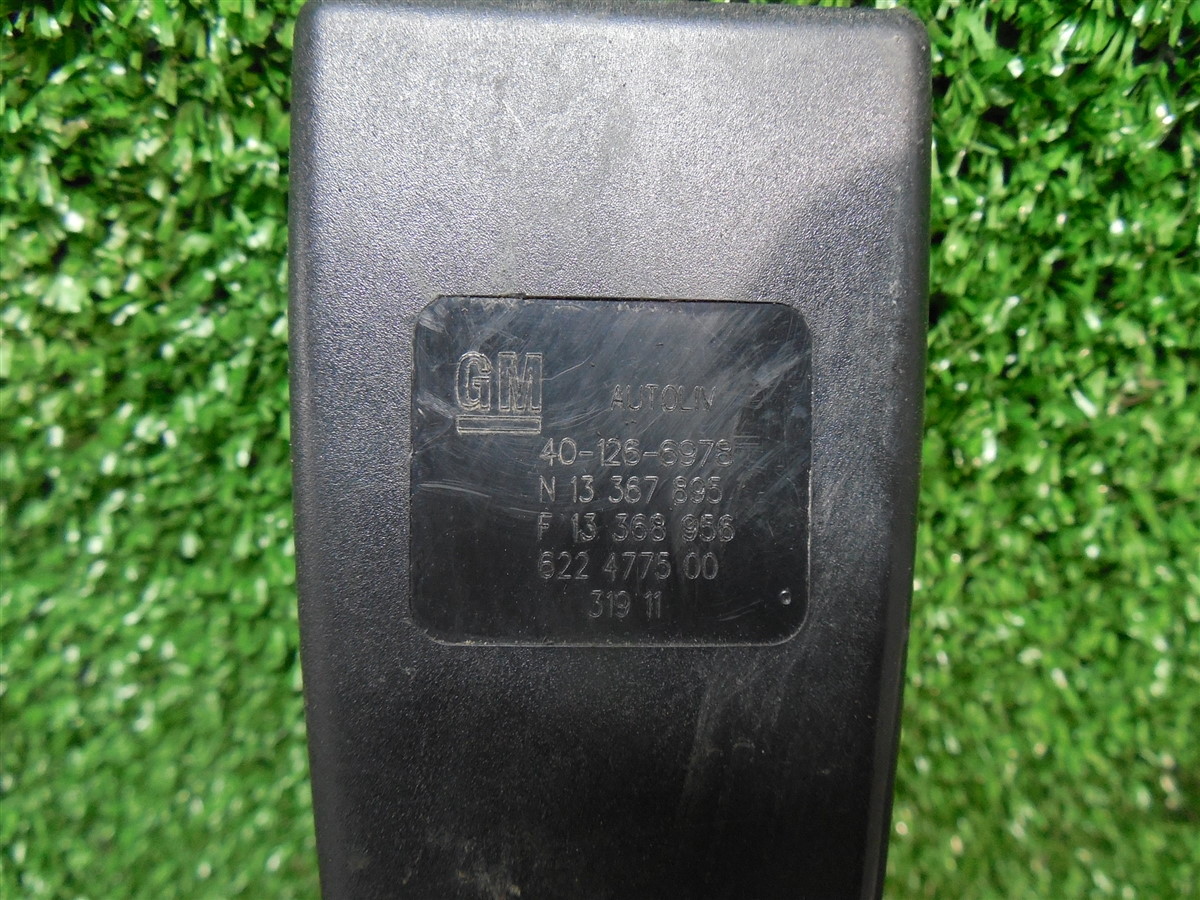 GM AUTOLIV
40-126-6978
N 13 367 895
F 13 368 956
622 4775 00
319 11